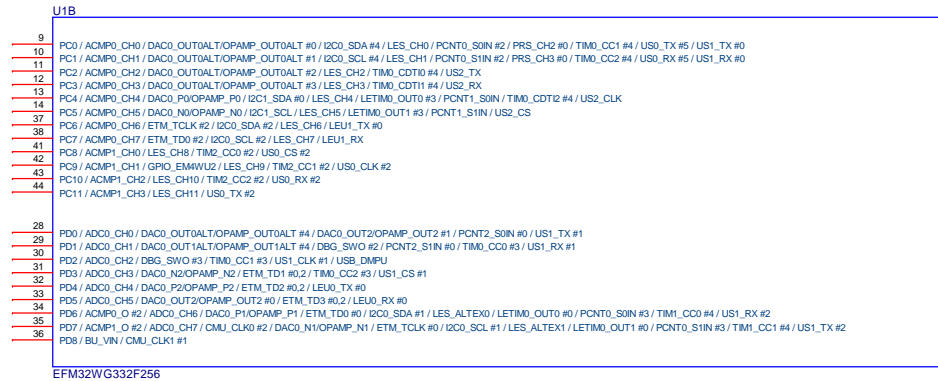 U1B
9 PC0 / ACMP0_CH0 / DAC0_OUT0ALT/OPAMP_OUT0ALT #0 / I2C0_SDA #4 / LES_CH0 / PCNT0_S0IN #2 / PRS_CH2 #0 / TIM0_CC1 #4 / US0_TX #5 / US1_TX #0
10 PC1 / ACMP0_CH1 / DAC0_OUT0ALT/OPAMP_OUT0ALT #1 / I2C0_SCL #4 / LES_CH1 / PCNT0_S1IN #2 / PRS_CH3 #0 / TIM0_CC2 #4 / US0_RX #5 / US1_RX #0
11 PC2 / ACMP0_CH2 / DAC0_OUT0ALT/OPAMP_OUT0ALT #2 / LES_CH2 / TIM0_CDTI0 #4 / US2_TX
12 PC3 / ACMP0_CH3 / DAC0_OUT0ALT/OPAMP_OUT0ALT #3 / LES_CH3 / TIM0_CDTI1 #4 / US2_RX
13 PC4 / ACMP0_CH4 / DAC0_P0/OPAMP_P0 / I2C1_SDA #0 / LES_CH4 / LETIM0_OUT0 #3 / PCNT1_S0IN / TIM0_CDTI2 #4 / US2_CLK
14 PC5 / ACMP0_CH5 / DAC0_N0/OPAMP_N0 / I2C1_SCL / LES_CH5 / LETIM0_OUT1 #3 / PCNT1_S1IN / US2_CS
37 PC6 / ACMP0_CH6 / ETM_TCLK #2 / I2C0_SDA #2 / LES_CH6 / LEU1_TX #0
38 PC7 / ACMP0_CH7 / ETM_TD0 #2 / I2C0_SCL #2 / LES_CH7 / LEU1_RX
41 PC8 / ACMP1_CH0 / LES_CH8 / TIM2_CC0 #2 / US0_CS #2
42 PC9 / ACMP1_CH1 / GPIO_EM4WU2 / LES_CH9 / TIM2_CC1 #2 / US0_CLK #2
43 PC10 / ACMP1_CH2 / LES_CH10 / TIM2_CC2 #2 / US0_RX #2
44 PC11 / ACMP1_CH3 / LES_CH11 / US0_TX #2
28 PD0 / ADC0_CH0 / DAC0_OUT0ALT/OPAMP_OUT0ALT #4 / DAC0_OUT2/OPAMP_OUT2 #1 / PCNT2_S0IN #0 / US1_TX #1
29 PD1 / ADC0_CH1 / DAC0_OUT1ALT/OPAMP_OUT1ALT #4 / DBG_SWO #2 / PCNT2_S1IN #0 / TIM0_CC0 #3 / US1_RX #1
30 PD2 / ADC0_CH2 / DBG_SWO #3 / TIM0_CC1 #3 / US1_CLK #1 / USB_DMPU
31 PD3 / ADC0_CH3 / DAC0_N2/OPAMP_N2 / ETM_TD1 #0,2 / TIM0_CC2 #3 / US1_CS #1
32 PD4 / ADC0_CH4 / DAC0_P2/OPAMP_P2 / ETM_TD2 #0,2 / LEU0_TX #0
33 PD5 / ADC0_CH5 / DAC0_OUT2/OPAMP_OUT2 #0 / ETM_TD3 #0,2 / LEU0_RX #0
34 PD6 / ACMP0_O #2 / ADC0_CH6 / DAC0_P1/OPAMP_P1 / ETM_TD0 #0 / I2C0_SDA #1 / LES_ALTEX0 / LETIM0_OUT0 #0 / PCNT0_S0IN #3 / TIM1_CC0 #4 / US1_RX #2
35 PD7 / ACMP1_O #2 / ADC0_CH7 / CMU_CLK0 #2 / DAC0_N1/OPAMP_N1 / ETM_TCLK #0 / I2C0_SCL #1 / LES_ALTEX1 / LETIM0_OUT1 #0 / PCNT0_S1IN #3 / TIM1_CC1 #4 / US1_TX #2
36 PD8 / BU_VIN / CMU_CLK1 #1
EFM32WG332F256